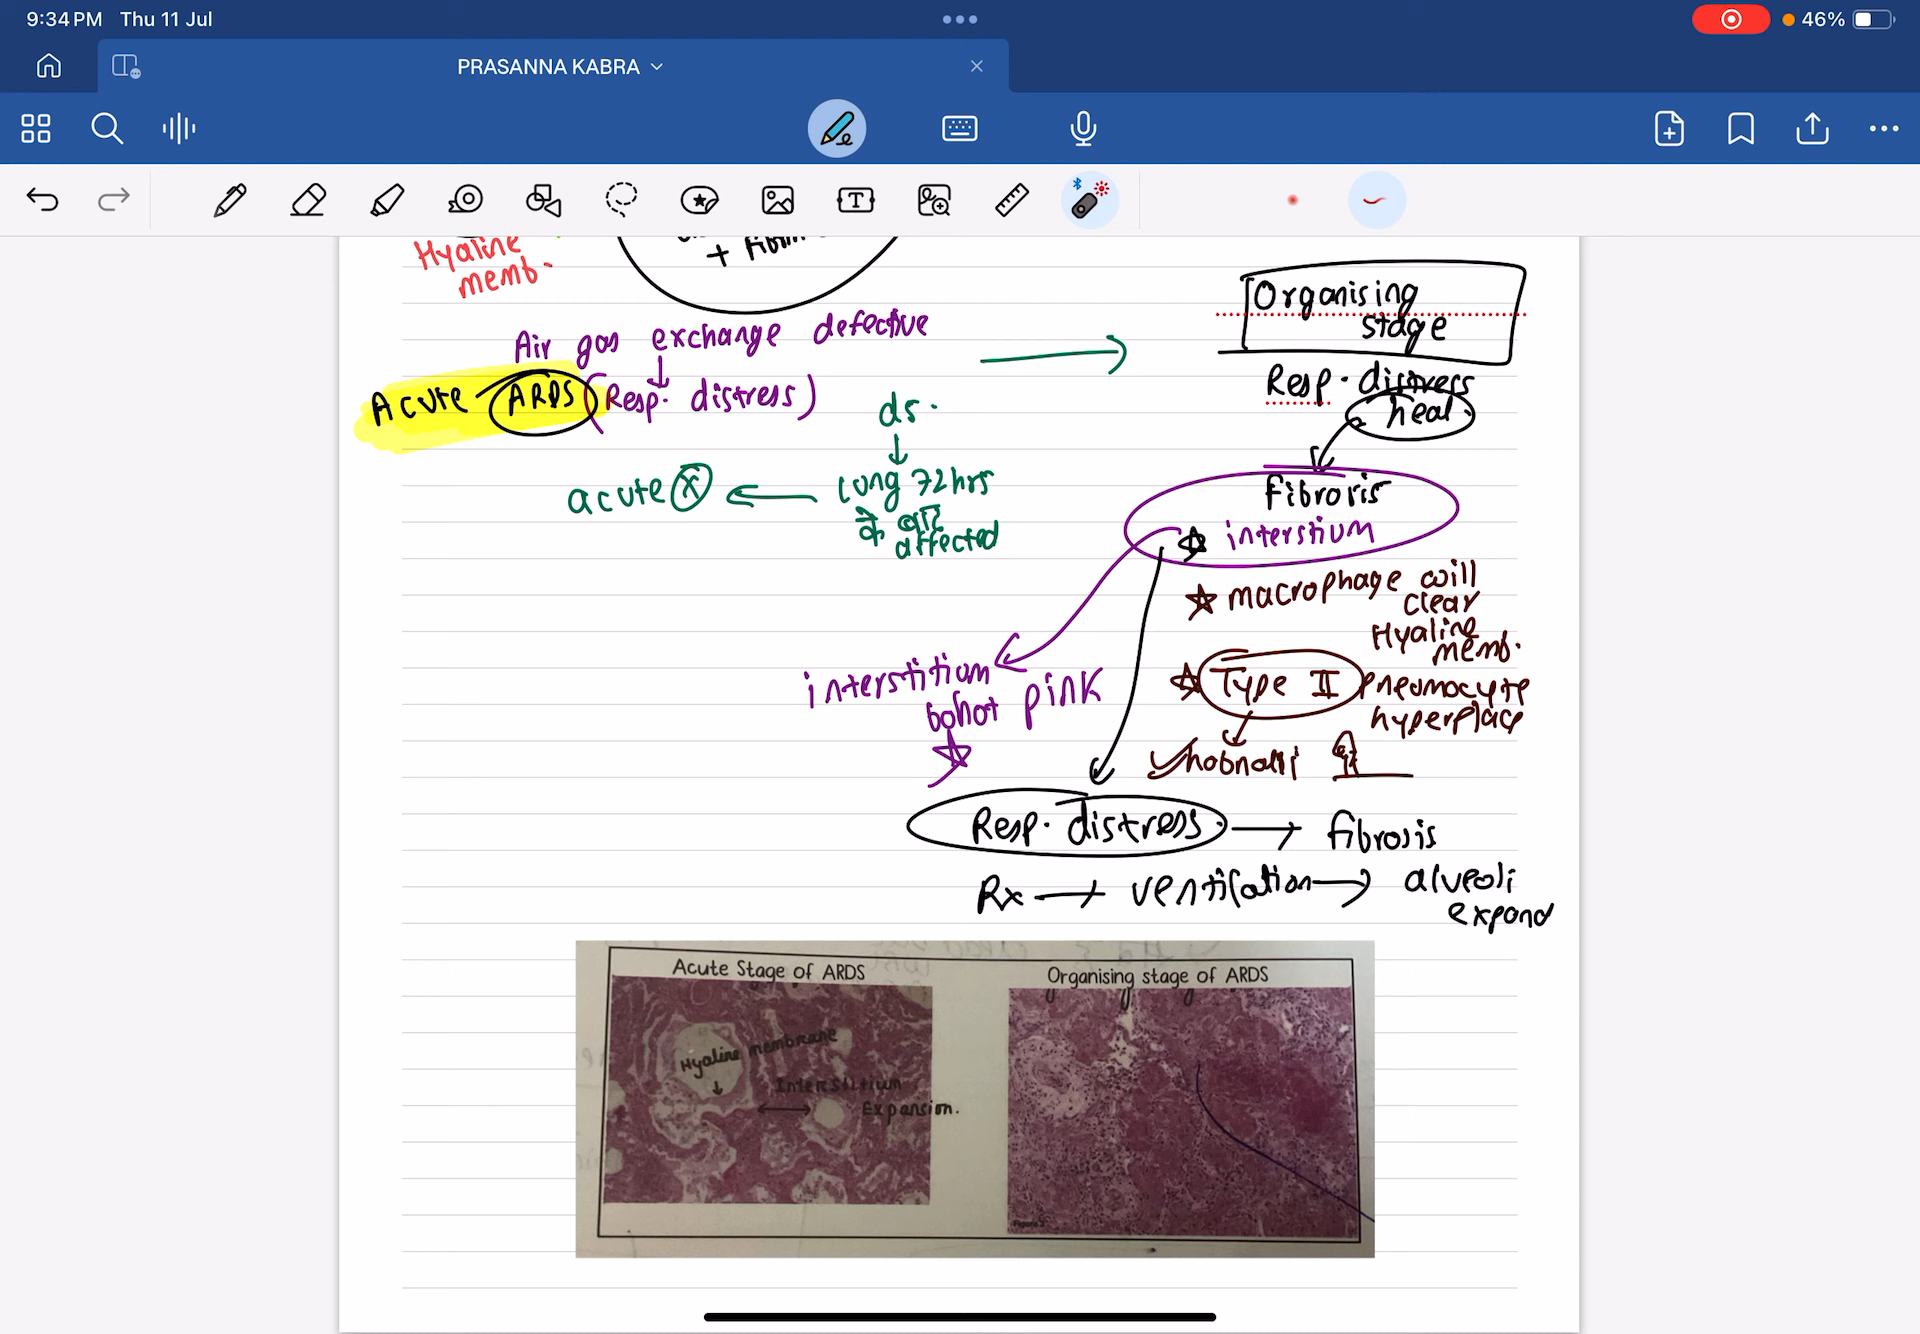 9:34 PM Thu 11 Jul
46%
PRASANNA KABRA
Hyaline
memb.
+ Fibrin
Organising
stage
Air gas exchange defective
Acute ARDS (Resp. distress)
Resp. distress
heal
ds.
acute x ← lung 72hrs
affected
Fibrosis
interstium
macrophage will
clear
Hyaline
memb.
interstitium
bohot pink
Type II pneumocyte
hyperplasia
hobnail
Resp. distress → fibrosis
Rx → ventilation → alveoli
expand
Acute Stage of ARDS
Organising stage of ARDS
Hyaline membrane
Interstitium
Expansion.